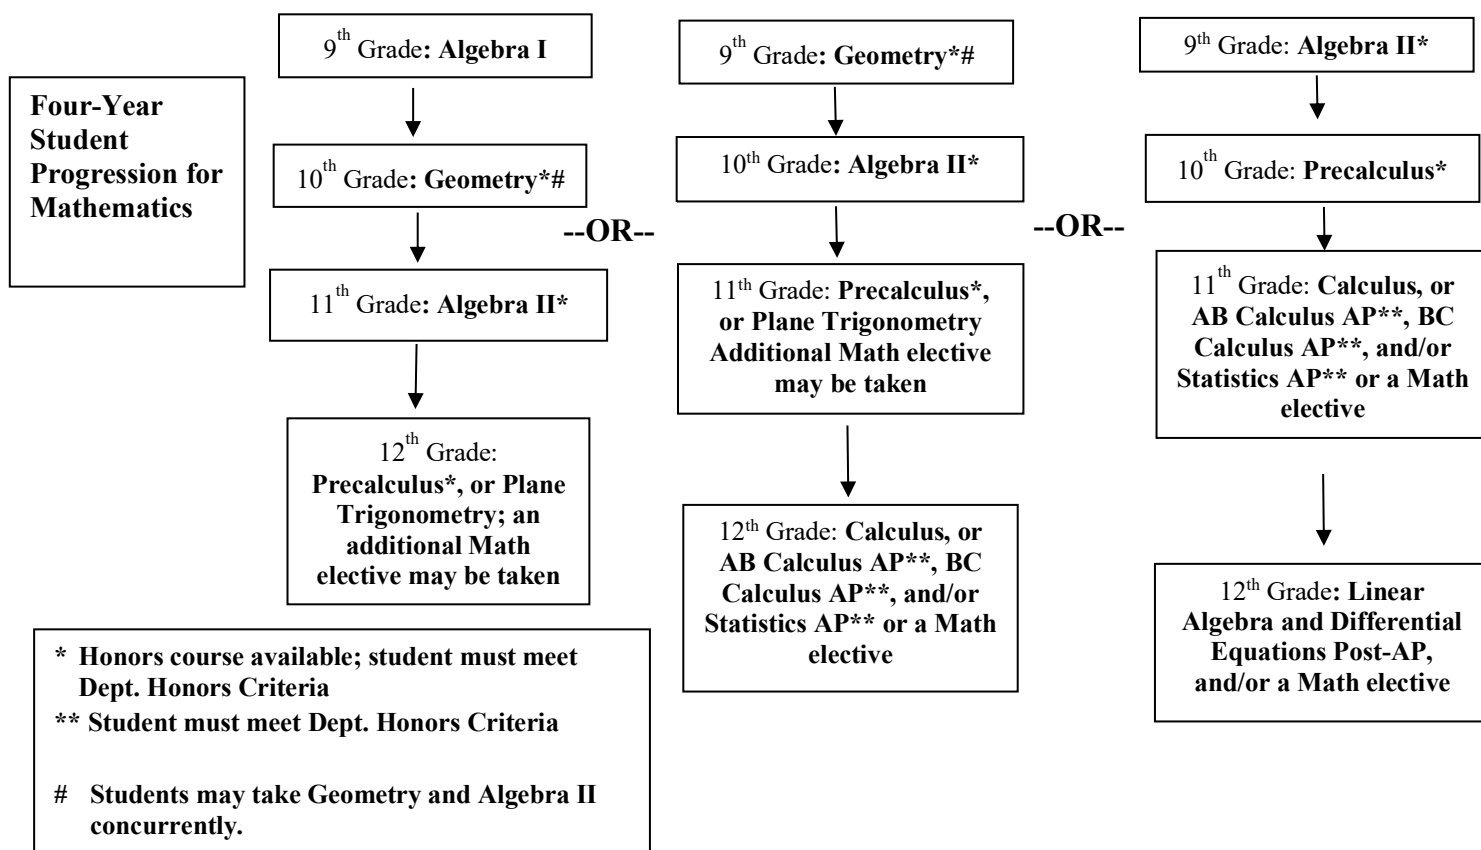 Four-Year
Student
Progression for
Mathematics
9th Grade: Algebra I
10th Grade: Geometry*#
11th Grade: Algebra II*
12th Grade:
Precalculus*, or Plane
Trigonometry; an
additional Math
elective may be taken
--OR--
9th Grade: Geometry*#
10th Grade: Algebra II*
11th Grade: Precalculus*,
or Plane Trigonometry
Additional Math elective
may be taken
12th Grade: Calculus, or
AB Calculus AP**, BC
Calculus AP**, and/or
Statistics AP** or a Math
elective
--OR--
9th Grade: Algebra II*
10th Grade: Precalculus*
11th Grade: Calculus, or
AB Calculus AP**, BC
Calculus AP**, and/or
Statistics AP** or a Math
elective
12th Grade: Linear
Algebra and Differential
Equations Post-AP,
and/or a Math elective
* Honors course available; student must meet
Dept. Honors Criteria
** Student must meet Dept. Honors Criteria
# Students may take Geometry and Algebra II
concurrently.